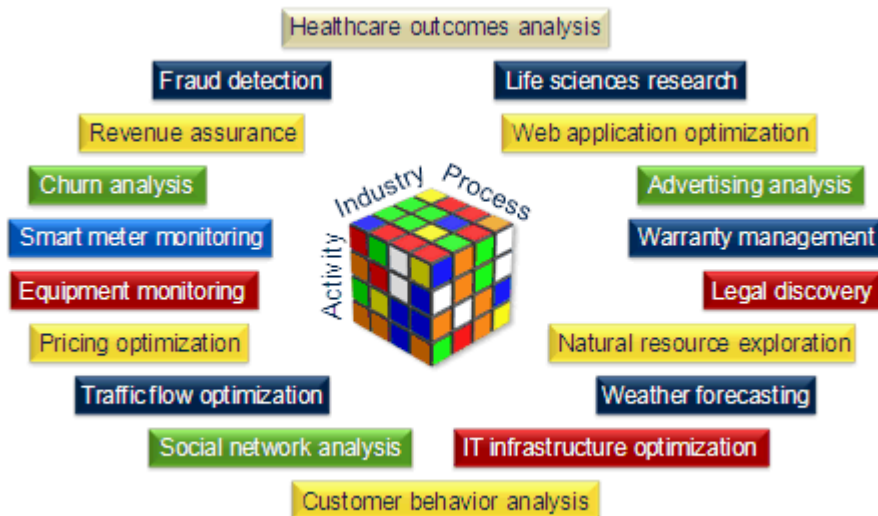 Healthcare outcomes analysis
Fraud detection
Life sciences research
Revenue assurance
Web application optimization
Churn analysis
Industry
Process
Advertising analysis
Smart meter monitoring
Activity
Warranty management
Equipment monitoring
Legal discovery
Pricing optimization
Natural resource exploration
Traffic flow optimization
Weather forecasting
Social network analysis
IT infrastructure optimization
Customer behavior analysis